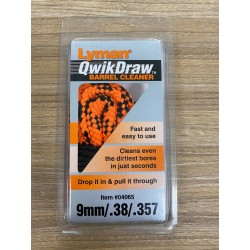 Lyman
QwikDraw™
BARREL CLEANER
Fast and
easy to use
Cleans even
the dirtiest bores
in just seconds
Drop it in & pull it through
Item #04065
9mm/.38/.357